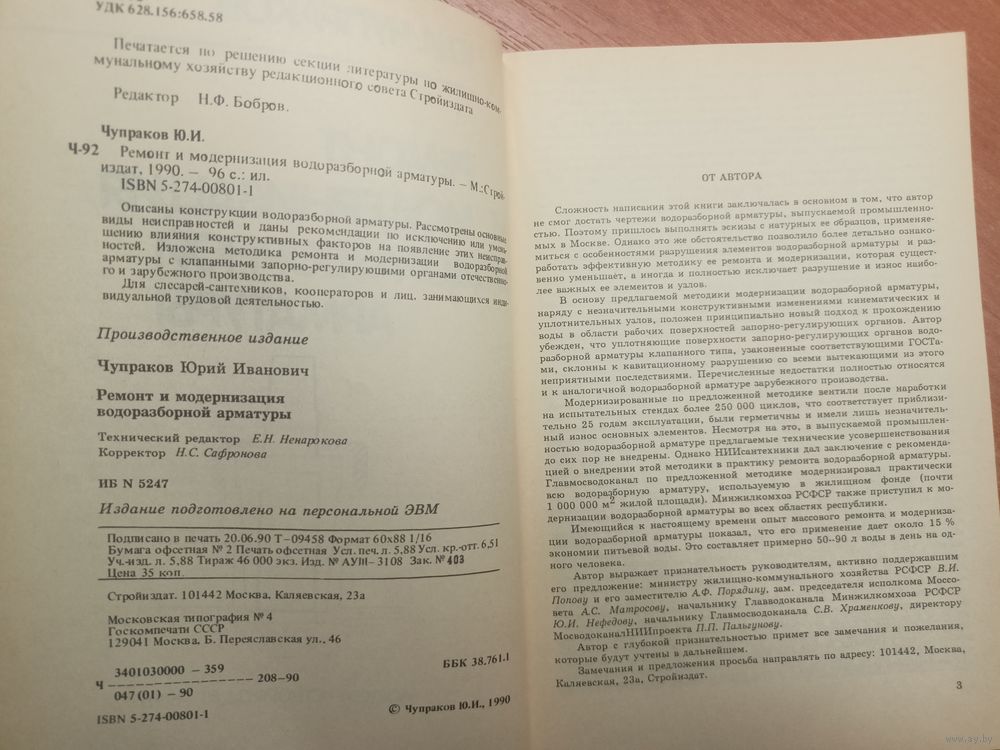 УДК 628.156:658.58
Печатается по решению секции литературы по жилищно-ком-
мунальному хозяйству редакционного совета Стройиздата
Редактор Н.Ф. Бобров.
Чупраков Ю.И.
Ч-92 Ремонт и модернизация водоразборной арматуры. – М.:Строй-
издат, 1990. – 96 с.: ил.
ISBN 5-274-00801-1
Описаны конструкции водоразборной арматуры. Рассмотрены основные
виды неисправностей и даны рекомендации по исключению или умень-
шению влияния конструктивных факторов на появление этих неисправ-
ностей. Изложена методика ремонта и модернизации водоразборной
арматуры с клапанными запорно-регулирующими органами отечественно-
го и зарубежного производства.
Для слесарей-сантехников, кооператоров и лиц. занимающихся инди-
видуальной трудовой деятельностью.
Производственное издание
Чупраков Юрий Иванович
Ремонт и модернизация
водоразборной арматуры
Технический редактор Е.Н. Ненарокова
Корректор Н.С. Сафронова
ИБ N 5247
Издание подготовлено на персональной ЭВМ
Подписано в печать 20.06.90 Т-09458 Формат 60х88 1/16
Бумага офсетная № 2 Печать офсетная Усл. печ.л. 5,88 Усл. кр.-отт. 6,51
Уч.-изд. л. 5,88 Тираж 46 000 экз. Изд. № АУШ-3108 Зак. №403
Цена 35 коп.
Стройиздат. 101442 Москва, Каляевская, 23а
Московская типография №4
Госкомпечати СССР
129041 Москва, Б. Переяславская ул., 46
3401030000 – 359
Ч –––––––––––––––– 208–90
047 (01) – 90
ББК 38.761.1
ISBN 5-274-00801-1
© Чупраков Ю.И., 1990
ОТ АВТОРА
Сложность написания этой книги заключалась в основном в том, что автор
не смог достать чертежи водоразборной арматуры, выпускаемой промышленно-
стью. Поэтому пришлось выполнять эскизы с натурных ее образцов, применяе-
мых в Москве. Однако это же обстоятельство позволило более детально ознако-
миться с особенностями разрушения элементов водоразборной арматуры и раз-
работать эффективную методику ее ремонта и модернизации, которая сущест-
венно уменьшает, а иногда и полностью исключает разрушение и износ наибо-
лее важных ее элементов и узлов.
В основу предлагаемой методики модернизации водоразборной арматуры,
наряду с незначительными конструктивными изменениями кинематических и
уплотнительных узлов, положен принципиально новый подход к прохождению
воды в области рабочих поверхностей запорно-регулирующих органов. Автор
убежден, что уплотняющие поверхности запорно-регулирующих органов водо-
разборной арматуры клапанного типа, узаконенные соответствующими ГОСТа-
ми, склонны к кавитационному разрушению со всеми вытекающими из этого
неприятными последствиями. Перечисленные недостатки полностью относятся
и к аналогичной водоразборной арматуре зарубежного производства.
Модернизированные по предложенной методике вентили после наработки
на испытательных стендах более 250 000 циклов, что соответствует приблизи-
тельно 25 годам эксплуатации, были герметичны и имели лишь незначитель-
ный износ основных элементов. Несмотря на это, в выпускаемой промышлен-
ностью водоразборной арматуре предлагаемые технические усовершенствования
до сих пор не внедрены. Однако НИИсантехники дал заключение с рекоменда-
цией о внедрении этой методики в практику ремонта водоразборной арматуры.
Главмосводоканал по предложенной методике модернизировал практически
всю водоразборную арматуру, используемую в жилищном фонде (почти
1 000 000 м² жилой площади). Минжилкомхоз РСФСР также приступил к мо-
дернизации водоразборной арматуры во всех областях республики.
Имеющийся к настоящему времени опыт массового ремонта и модерниза-
ции водоразборной арматуры показал, что его применение дает около 15 %
экономии питьевой воды. Это составляет примерно 50–90 л воды в день на од-
ного человека.
Автор выражает признательность руководителям, активно поддержавшим
его предложение: министру жилищно-коммунального хозяйства РСФСР В.И.
Попову и его заместителю А.Ф. Порядину, зам. председателя исполкома Моссо-
вета А.С. Матросову, начальнику Главводоканала Минжилкомхоза РСФСР
Ю.И. Нефедову, начальнику Главмосводоканала С.В. Храменкову, директору
МосводоканалНИИпроекта П.П. Пальгунову.
Автор с глубокой признательностью примет все замечания и пожелания,
которые будут учтены в дальнейшем.
Замечания и предложения просьба направлять по адресу: 101442, Москва,
Каляевская, 23а, Стройиздат.
3
www.ay.by